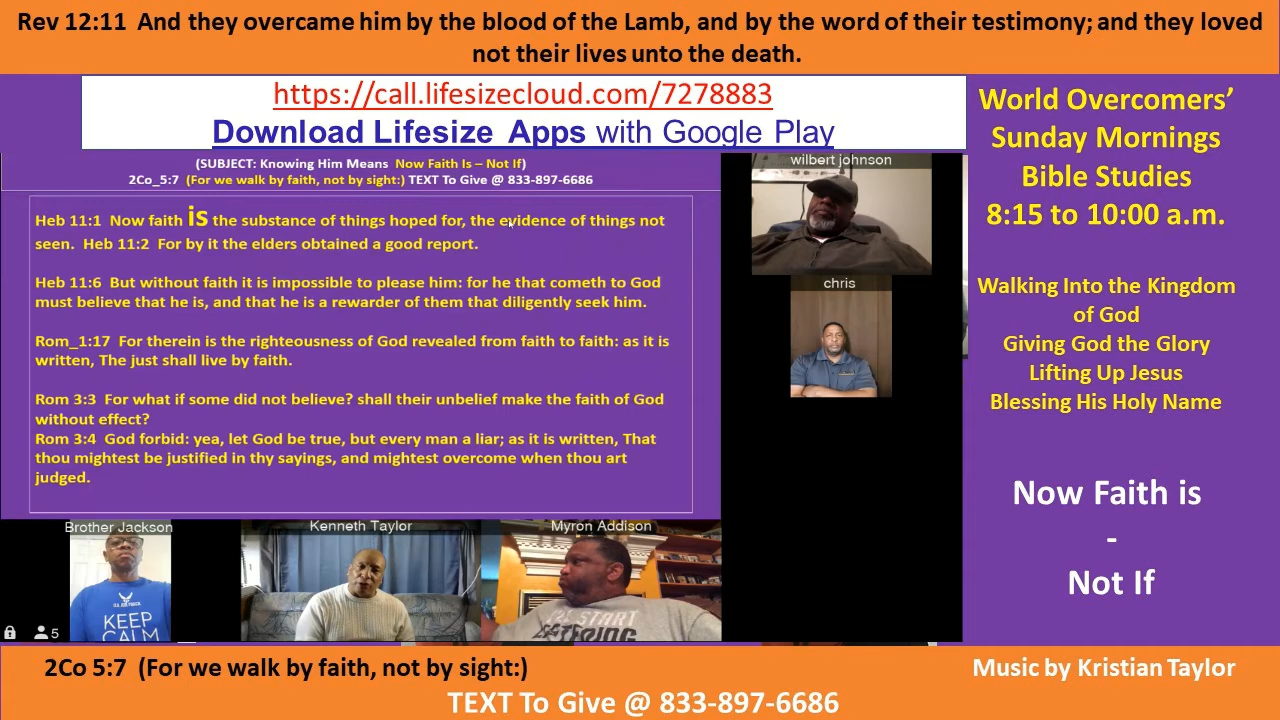 Rev 12:11  And they overcame him by the blood of the Lamb, and by the word of their testimony; and they loved
not their lives unto the death.
https://call.lifesizecloud.com/7278883
Download Lifesize Apps with Google Play
(SUBJECT: Knowing Him Means  Now Faith Is – Not If)
2Co_5:7  (For we walk by faith, not by sight:) TEXT To Give @ 833-897-6686
Heb 11:1  Now faith is the substance of things hoped for, the evidence of things not
seen.  Heb 11:2  For by it the elders obtained a good report.
Heb 11:6  But without faith it is impossible to please him: for he that cometh to God
must believe that he is, and that he is a rewarder of them that diligently seek him.
Rom_1:17  For therein is the righteousness of God revealed from faith to faith: as it is
written, The just shall live by faith.
Rom 3:3  For what if some did not believe? shall their unbelief make the faith of God
without effect?
Rom 3:4  God forbid: yea, let God be true, but every man a liar; as it is written, That
thou mightest be justified in thy sayings, and mightest overcome when thou art
judged.
wilbert johnson
chris
Brother Jackson
Kenneth Taylor
Myron Addison
U.S. AIR FORCE
KEEP
CALM
START
5
World Overcomers’
Sunday Mornings
Bible Studies
8:15 to 10:00 a.m.
Walking Into the Kingdom
of God
Giving God the Glory
Lifting Up Jesus
Blessing His Holy Name
Now Faith is
-
Not If
2Co 5:7  (For we walk by faith, not by sight:)
Music by Kristian Taylor
TEXT To Give @ 833-897-6686